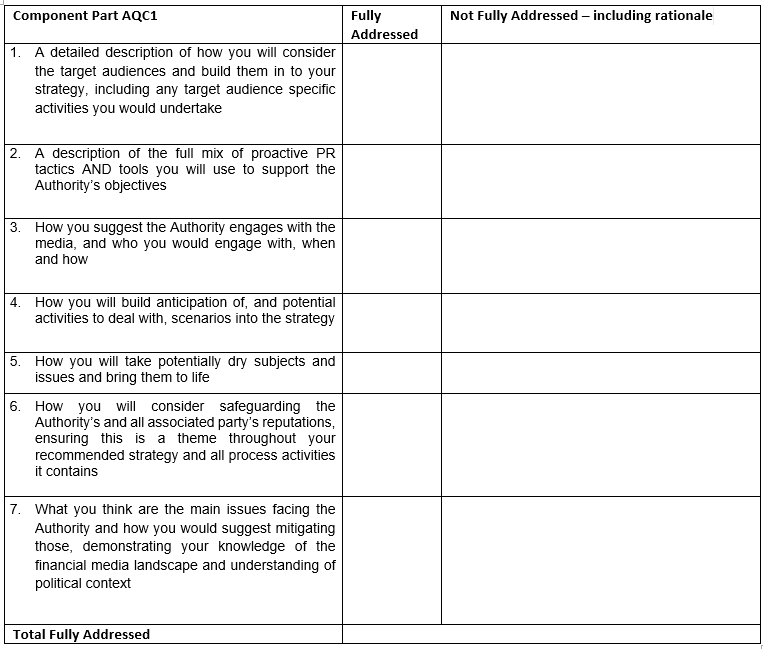 Component Part AQC1
Fully
Addressed
Not Fully Addressed – including rationale
1. A detailed description of how you will consider
the target audiences and build them in to your
strategy, including any target audience specific
activities you would undertake
2. A description of the full mix of proactive PR
tactics AND tools you will use to support the
Authority's objectives
3. How you suggest the Authority engages with the
media, and who you would engage with, when
and how
4. How you will build anticipation of, and potential
activities to deal with, scenarios into the strategy
5. How you will take potentially dry subjects and
issues and bring them to life
6. How you will consider safeguarding the
Authority's and all associated party's reputations,
ensuring this is a theme throughout your
recommended strategy and all process activities
it contains
7. What you think are the main issues facing the
Authority and how you would suggest mitigating
those, demonstrating your knowledge of the
financial media landscape and understanding of
political context
Total Fully Addressed